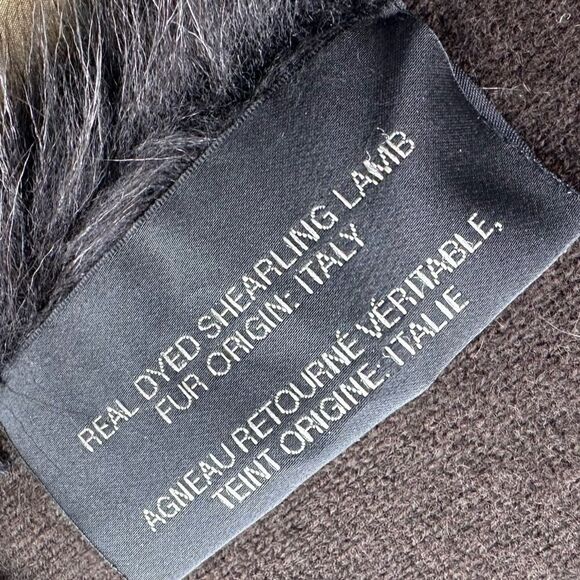 REAL DYED SHEARLING LAMB
FUR ORIGIN: ITALY
AGNEAU RETOURNÉ VÉRITABLE,
TEINT ORIGINE: ITALIE